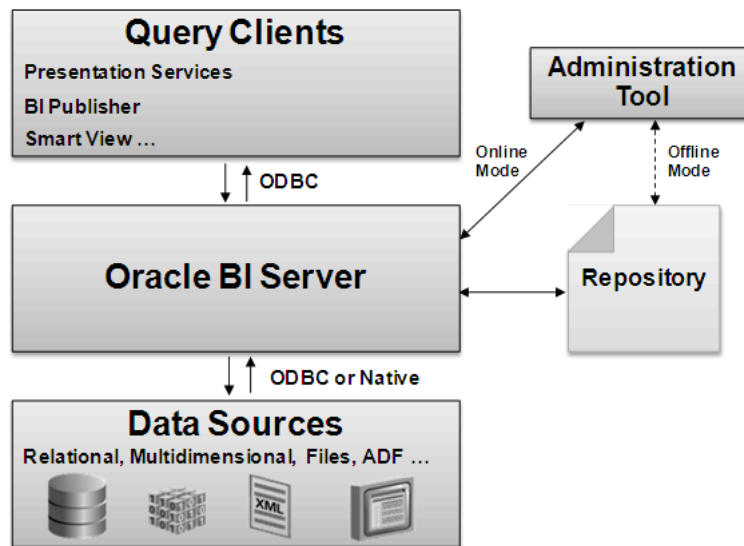 Query Clients
Presentation Services
BI Publisher
Smart View ...
Administration
Tool
Online
Mode
Offline
Mode
ODBC
Oracle BI Server
Repository
ODBC or Native
Data Sources
Relational, Multidimensional, Files, ADF ...
XML